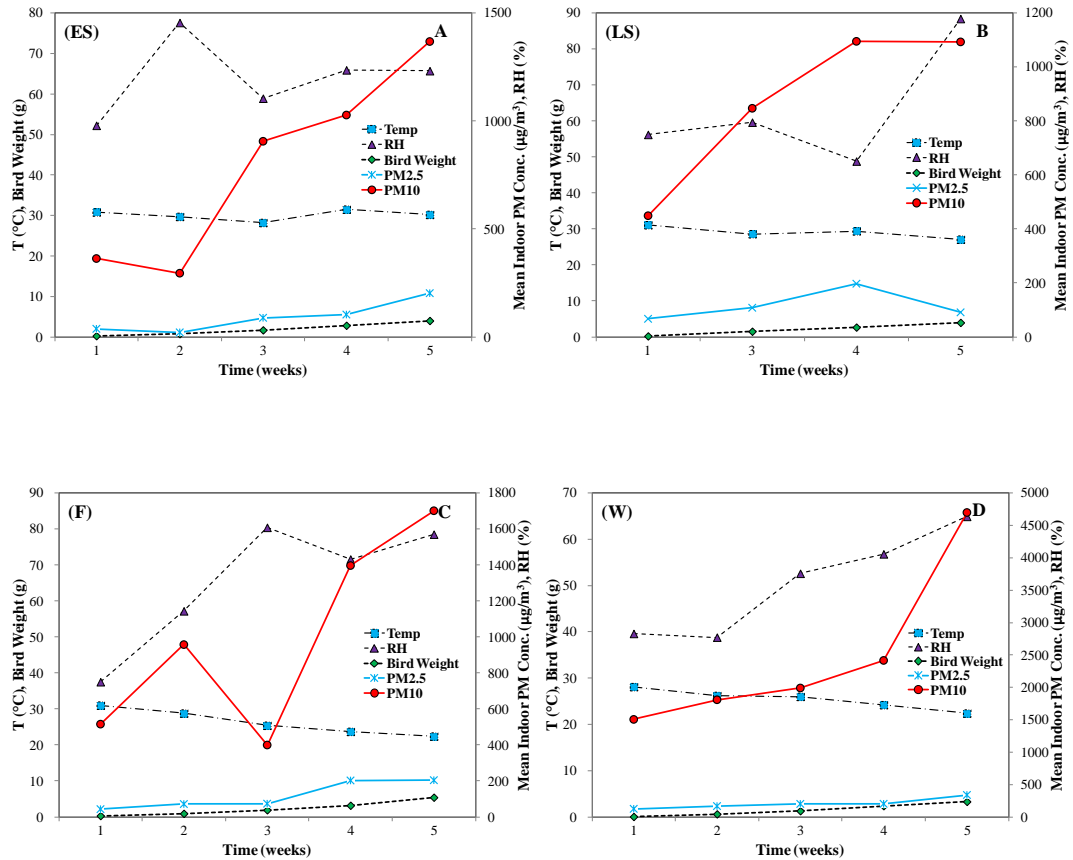 (ES)
A
80
70
60
50
40
30
20
10
0
1500
1000
500
0
T (°C), Bird Weight (g)
Mean Indoor PM Conc. (µg/m³), RH (%)
Temp
RH
Bird Weight
PM2.5
PM10
1 2 3 4 5
Time (weeks)
(LS)
B
90
80
70
60
50
40
30
20
10
0
1200
1000
800
600
400
200
0
T (°C), Bird Weight (g)
Mean Indoor PM Conc. (µg/m³), RH (%)
Temp
RH
Bird Weight
PM2.5
PM10
1 3 4 5
Time (weeks)
(F)
C
90
80
70
60
50
40
30
20
10
0
1800
1600
1400
1200
1000
800
600
400
200
0
T (°C), Bird Weight (g)
Mean Indoor PM Conc. (µg/m³), RH (%)
Temp
RH
Bird Weight
PM2.5
PM10
1 2 3 4 5
Time (weeks)
(W)
D
70
60
50
40
30
20
10
0
5000
4500
4000
3500
3000
2500
2000
1500
1000
500
0
T (°C), Bird Weight (g)
Mean Indoor PM Conc. (µg/m³), RH (%)
Temp
RH
Bird Weight
PM2.5
PM10
1 2 3 4 5
Time (weeks)